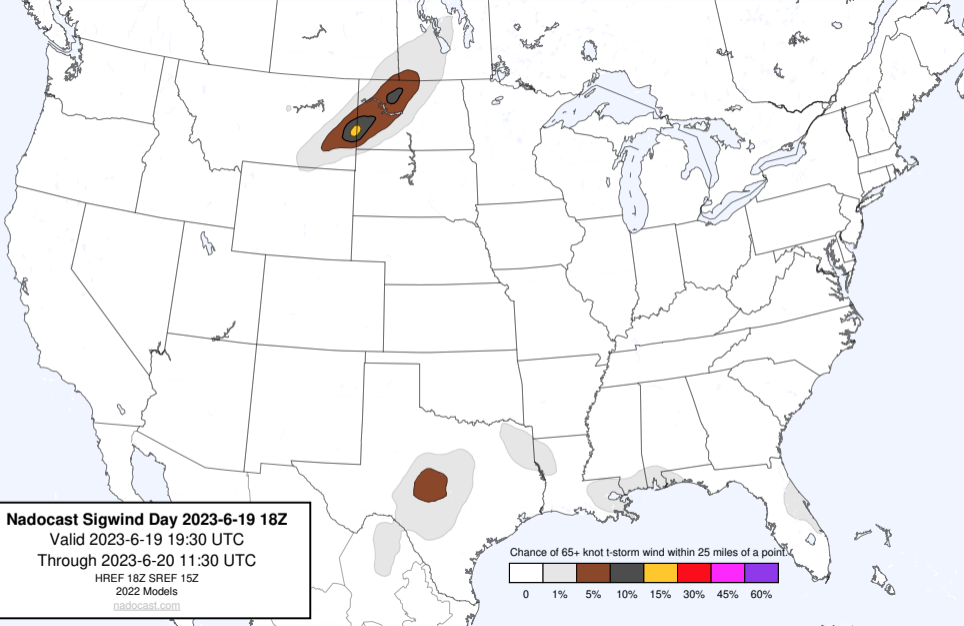 Nadocast Sigwind Day 2023-6-19 18Z
Valid 2023-6-19 19:30 UTC
Through 2023-6-20 11:30 UTC
HREF 18Z SREF 15Z
2022 Models
nadocast.com
Chance of 65+ knot t-storm wind within 25 miles of a point.
0 1% 5% 10% 15% 30% 45% 60%